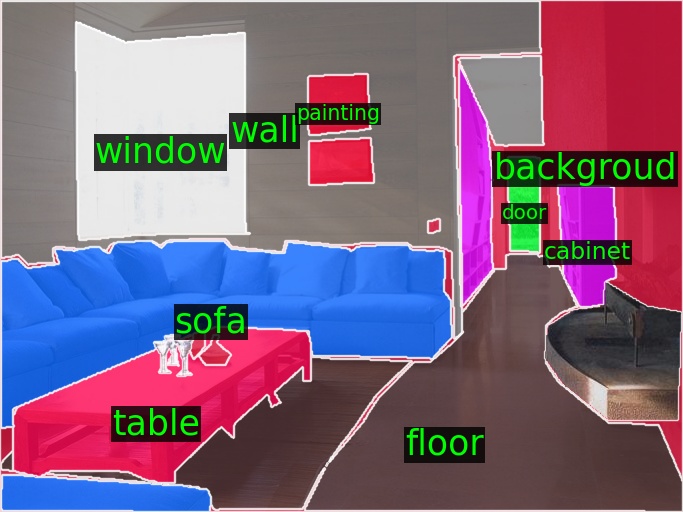 painting
wall
window
backgroud
door
cabinet
sofa
table
floor